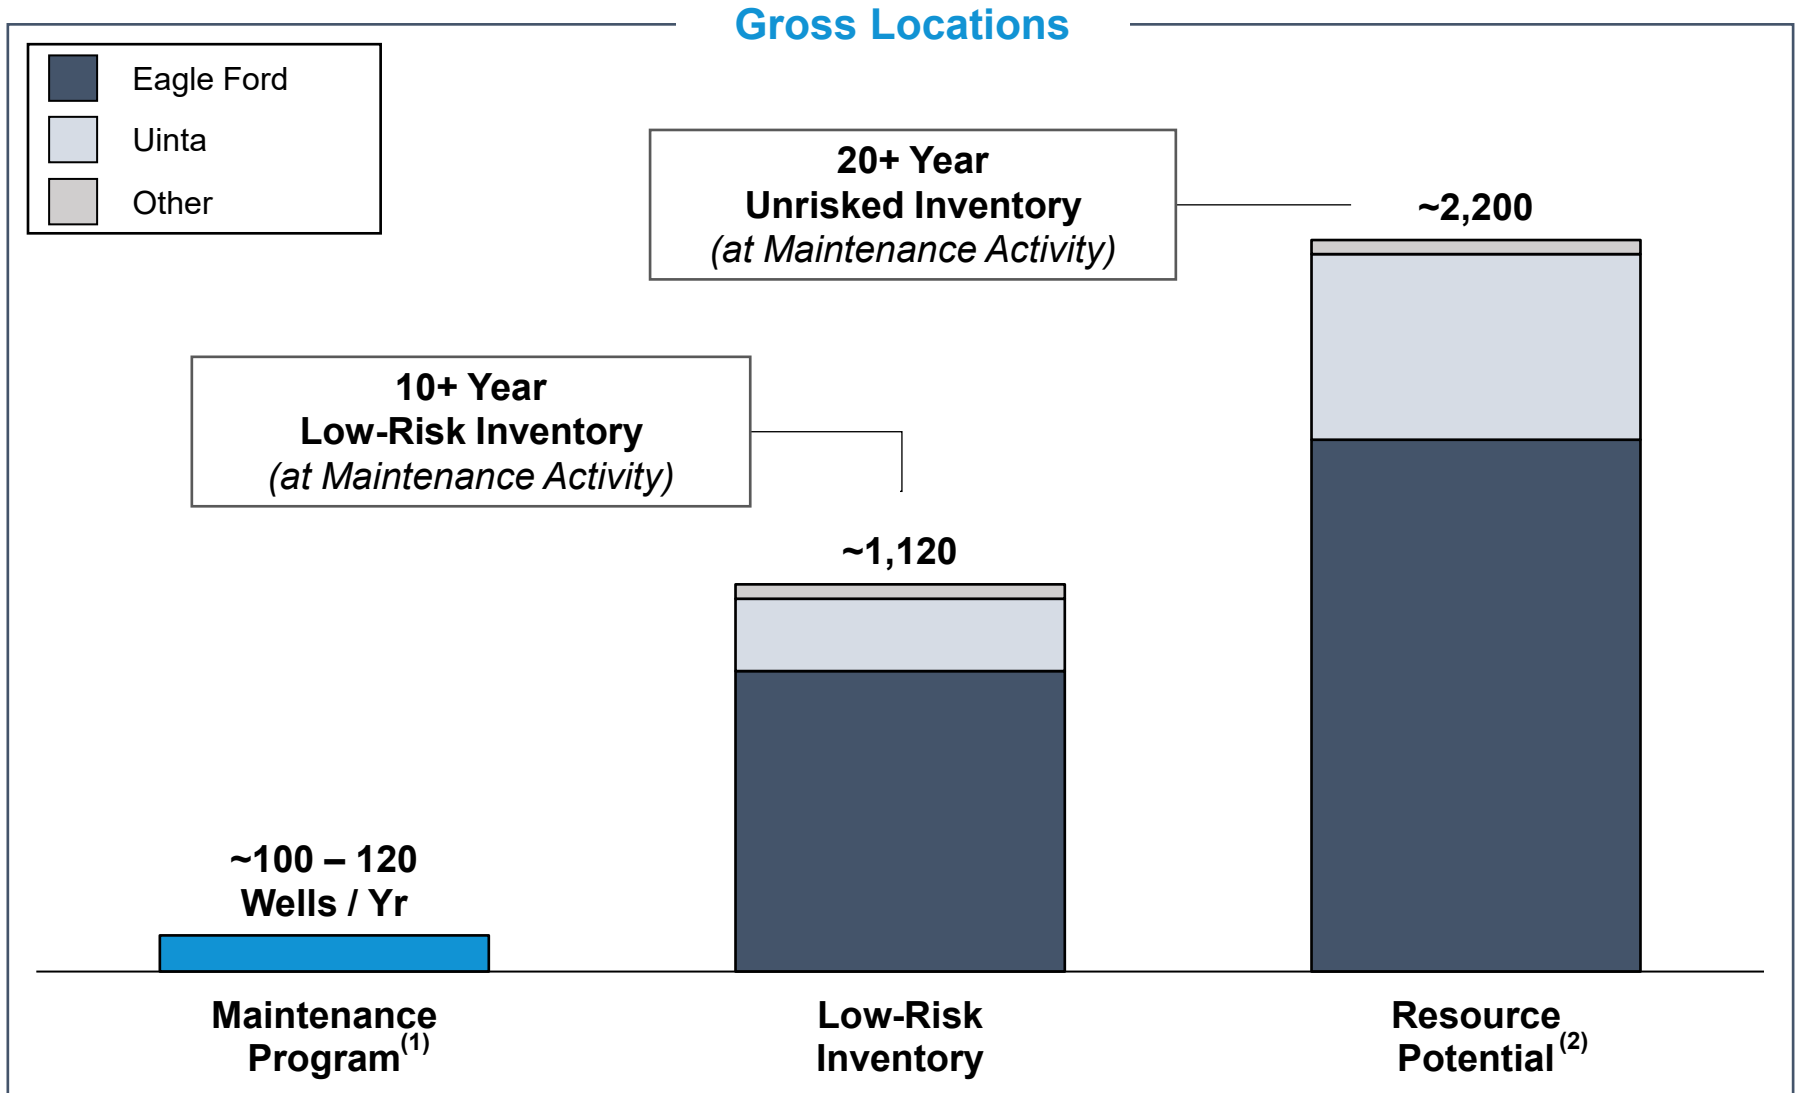 Gross Locations
Eagle Ford
Uinta
Other
20+ Year
Unrisked Inventory
(at Maintenance Activity)
~2,200
10+ Year
Low-Risk Inventory
(at Maintenance Activity)
~1,120
~100 – 120
Wells / Yr
Maintenance
Program(1)
Low-Risk
Inventory
Resource
Potential(2)